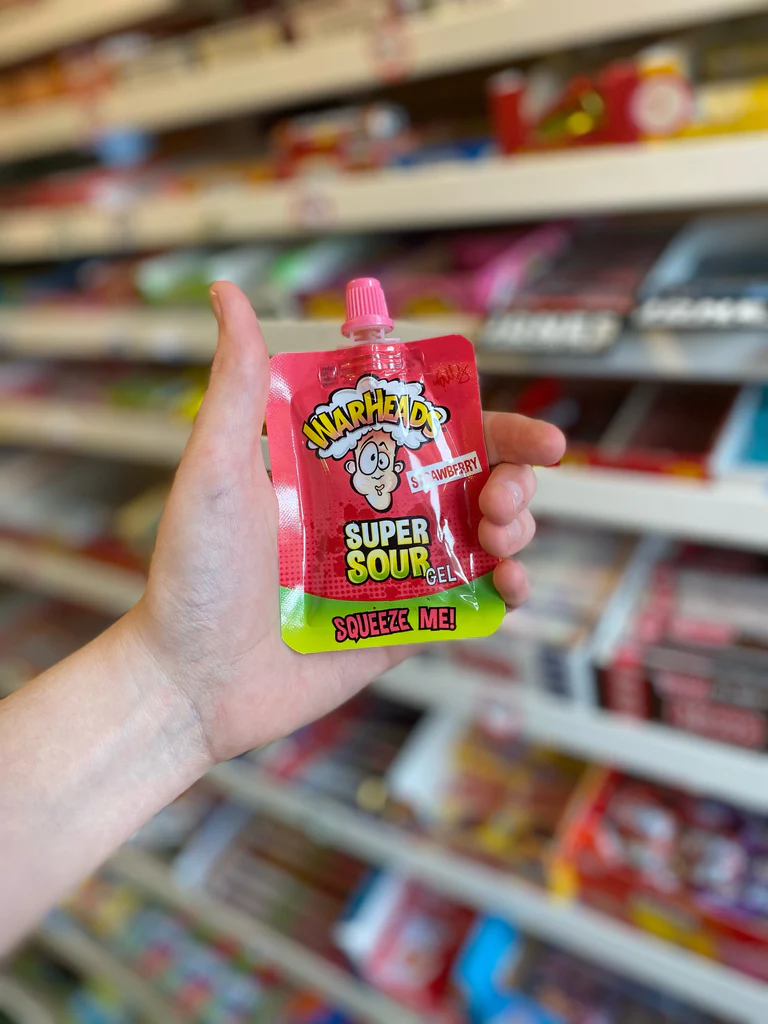 WARHEADS
STRAWBERRY
SUPER
SOUR
GEL
SQUEEZE ME!